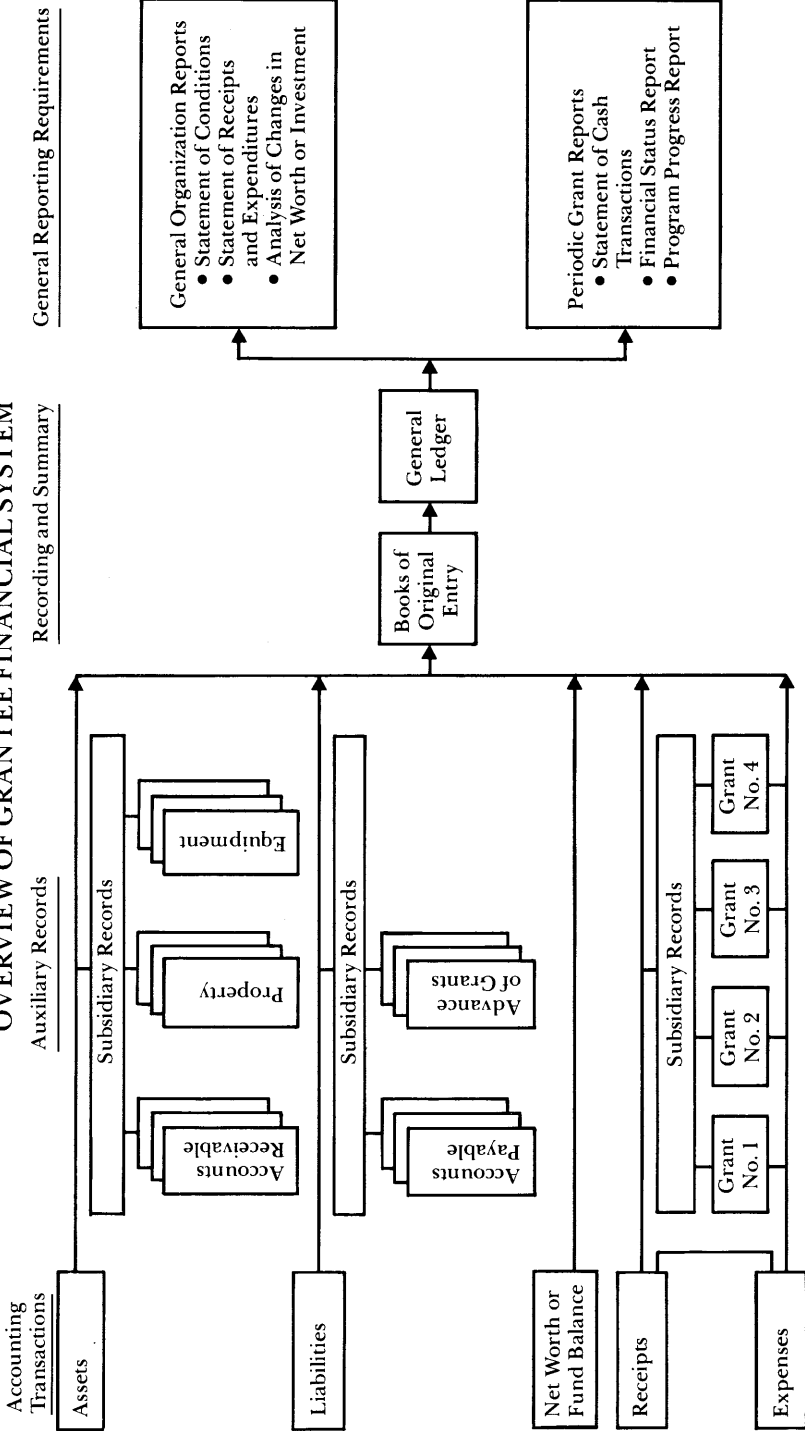 OVERVIEW OF GRANTEE FINANCIAL SYSTEM
Accounting
Transactions
Auxiliary Records
Recording and Summary
General Reporting Requirements
Assets
Subsidiary Records
Accounts
Receivable
Property
Equipment
Liabilities
Subsidiary Records
Accounts
Payable
Advance
of Grants
Net Worth or
Fund Balance
Receipts
Subsidiary Records
Grant
No. 1
Grant
No. 2
Grant
No. 3
Grant
No. 4
Expenses
Books of
Original
Entry
General
Ledger
General Organization Reports
• Statement of Conditions
• Statement of Receipts
and Expenditures
• Analysis of Changes in
Net Worth or Investment
Periodic Grant Reports
• Statement of Cash
Transactions
• Financial Status Report
• Program Progress Report